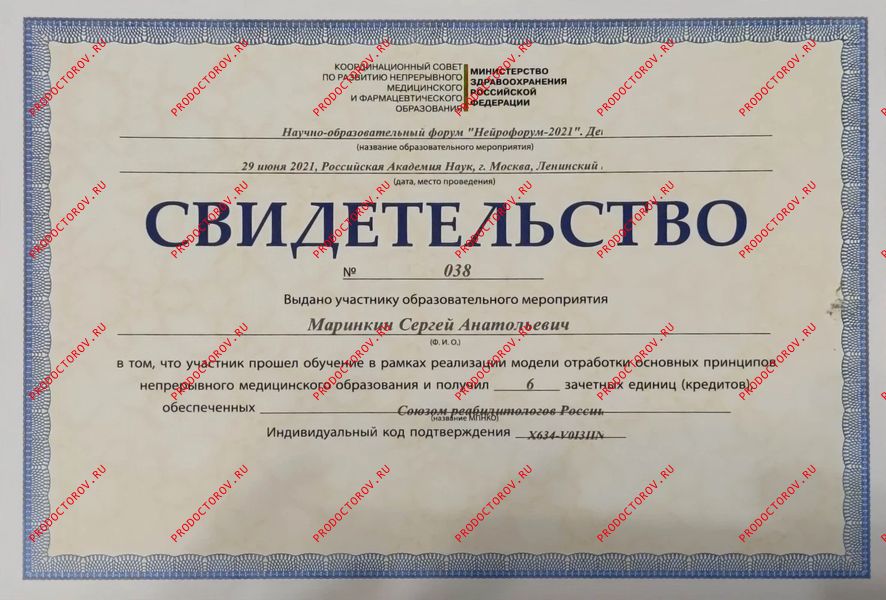 КООРДИНАЦИОННЫЙ СОВЕТ
ПО РАЗВИТИЮ НЕПРЕРЫВНОГО
МЕДИЦИНСКОГО
И ФАРМАЦЕВТИЧЕСКОГО
ОБРАЗОВАНИЯ
МИНИСТЕРСТВО
ЗДРАВООХРАНЕНИЯ
РОССИЙСКОЙ
ФЕДЕРАЦИИ
Научно-образовательный форум "Нейрофорум-2021". Де
(название образовательного мероприятия)
29 июня 2021, Российская Академия Наук, г. Москва, Ленинский
(дата, место проведения)
СВИДЕТЕЛЬСТВО
№ 038
Выдано участнику образовательного мероприятия
Маринкин Сергей Анатольевич
(Ф. И. О.)
в том, что участник прошел обучение в рамках реализации модели отработки основных принципов
непрерывного медицинского образования и получил 6 зачетных единиц (кредитов),
обеспеченных Союзом реабилитологов России
(название МПНКО)
Индивидуальный код подтверждения
PRODOCTOROV.RU